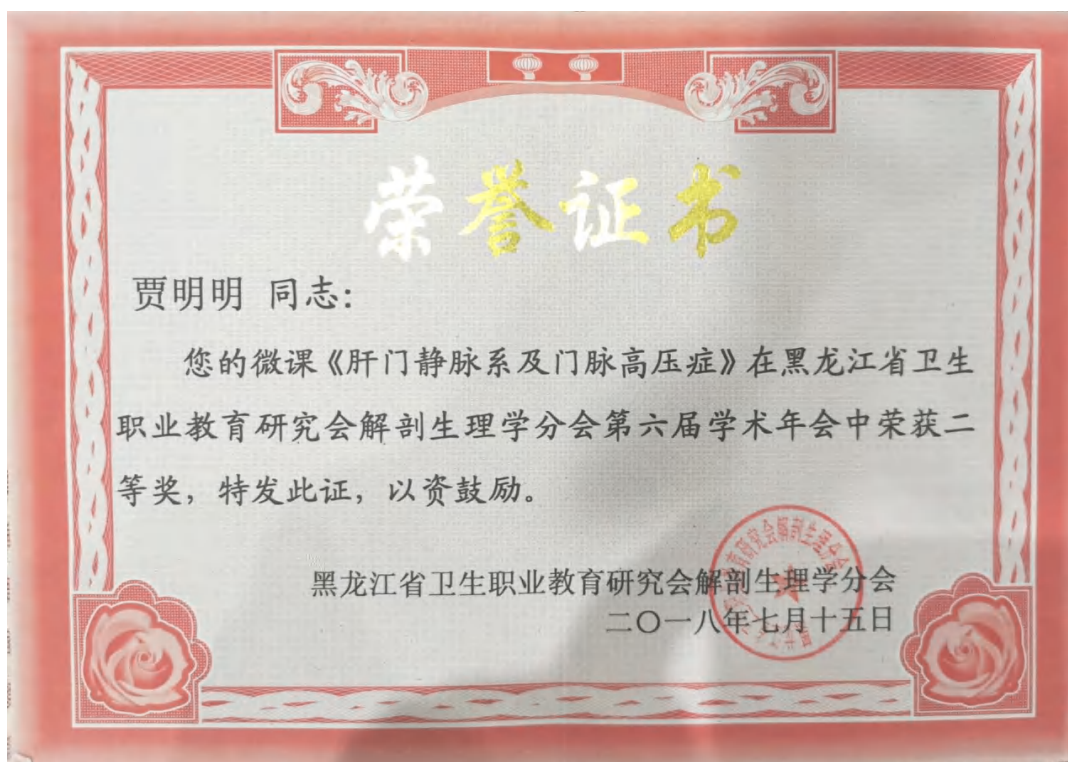 荣誉证书
贾明明 同志：
您的微课《肝门静脉系及门脉高压症》在黑龙江省卫生
职业教育研究会解剖生理学分会第六届学术年会中荣获二
等奖，特发此证，以资鼓励。
黑龙江省卫生职业教育研究会解剖生理学分会
二〇一八年七月十五日